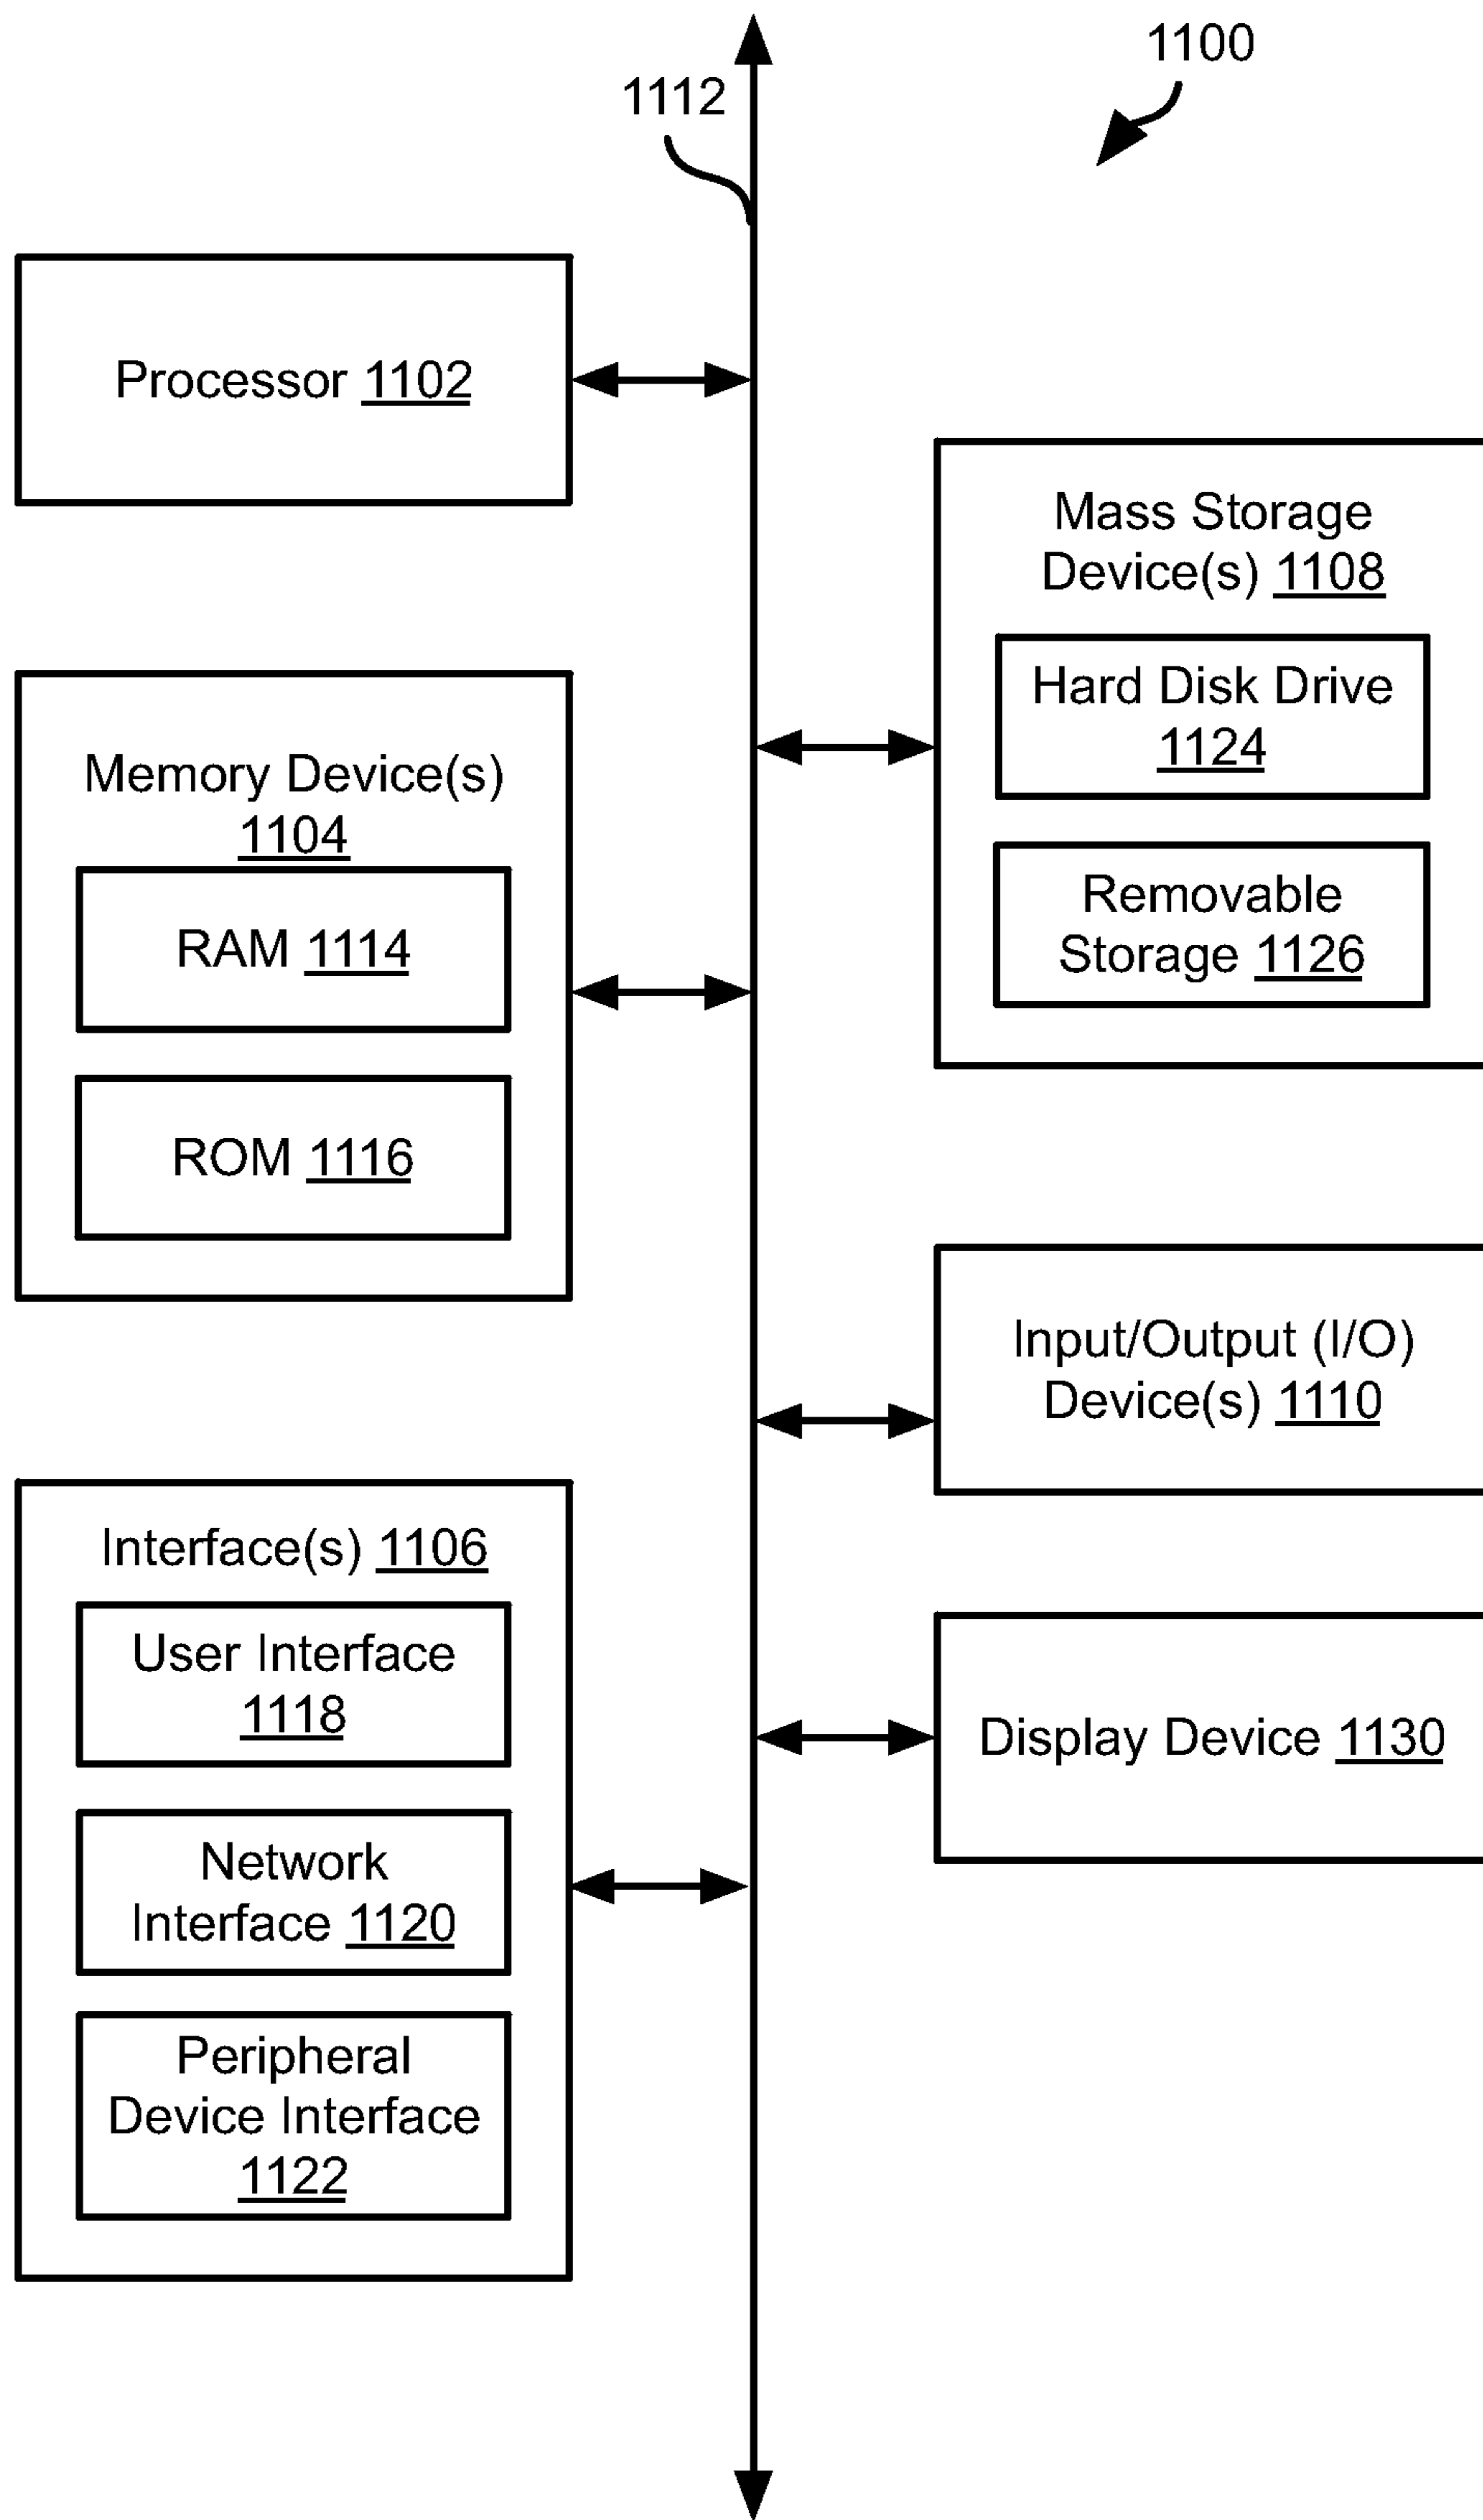 1100
1112
Processor 1102
Mass Storage
Device(s) 1108
Hard Disk Drive
1124
Removable
Storage 1126
Memory Device(s)
1104
RAM 1114
ROM 1116
Input/Output (I/O)
Device(s) 1110
Interface(s) 1106
User Interface
1118
Network
Interface 1120
Peripheral
Device Interface
1122
Display Device 1130